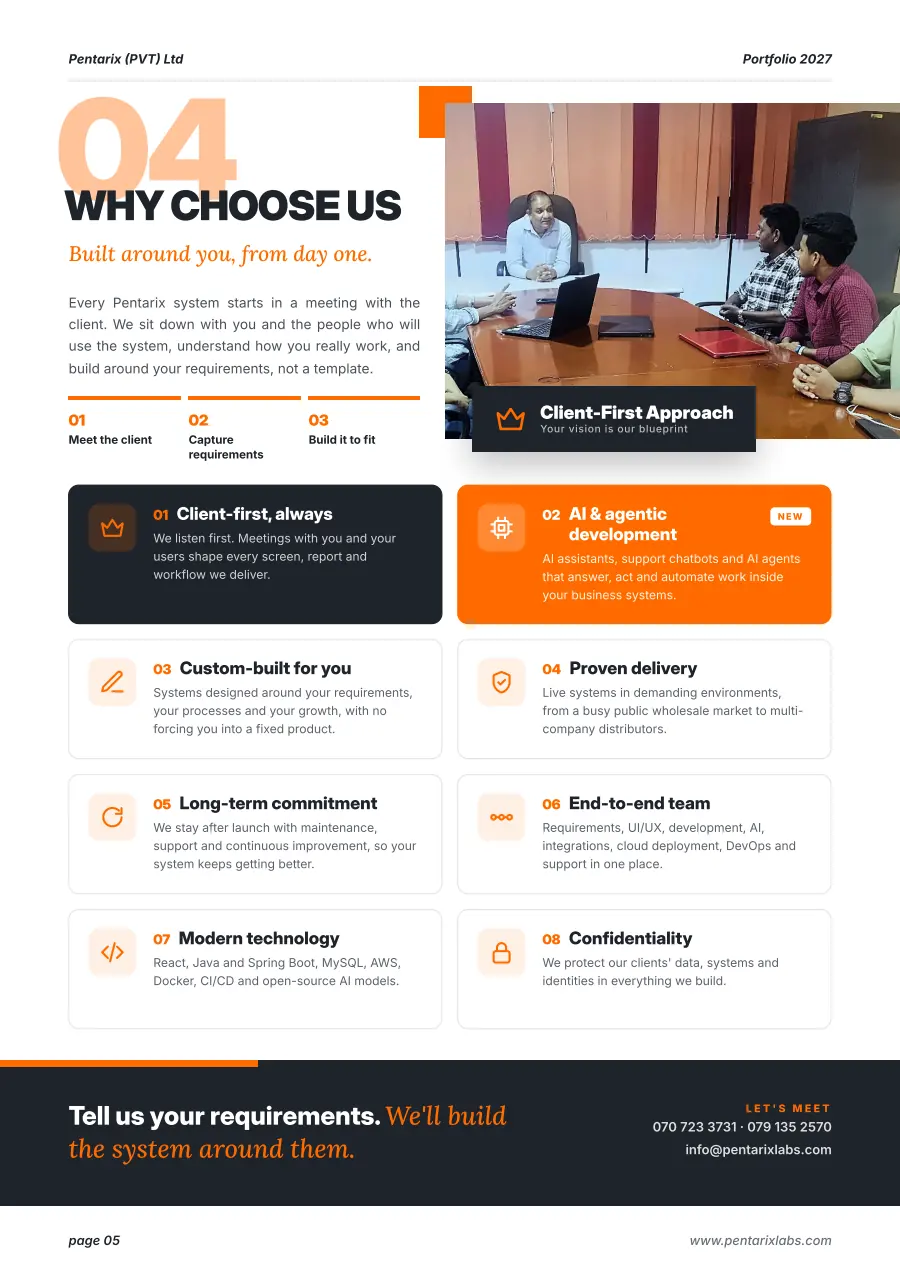 Pentarix (PVT) Ltd
Portfolio 2027
04
WHY CHOOSE US
Built around you, from day one.
Every Pentarix system starts in a meeting with the
client. We sit down with you and the people who will
use the system, understand how you really work, and
build around your requirements, not a template.
01
Meet the client
02
Capture
requirements
03
Build it to fit
Client-First Approach
Your vision is our blueprint
01 Client-first, always
We listen first. Meetings with you and your
users shape every screen, report and
workflow we deliver.
02 AI & agentic
development
NEW
AI assistants, support chatbots and AI agents
that answer, act and automate work inside
your business systems.
03 Custom-built for you
Systems designed around your requirements,
your processes and your growth, with no
forcing you into a fixed product.
04 Proven delivery
Live systems in demanding environments,
from a busy public wholesale market to multi-
company distributors.
05 Long-term commitment
We stay after launch with maintenance,
support and continuous improvement, so your
system keeps getting better.
06 End-to-end team
Requirements, UI/UX, development, AI,
integrations, cloud deployment, DevOps and
support in one place.
07 Modern technology
React, Java and Spring Boot, MySQL, AWS,
Docker, CI/CD and open-source AI models.
08 Confidentiality
We protect our clients' data, systems and
identities in everything we build.
Tell us your requirements. We'll build
the system around them.
LET'S MEET
070 723 3731 · 079 135 2570
info@pentarixlabs.com
page 05
www.pentarixlabs.com